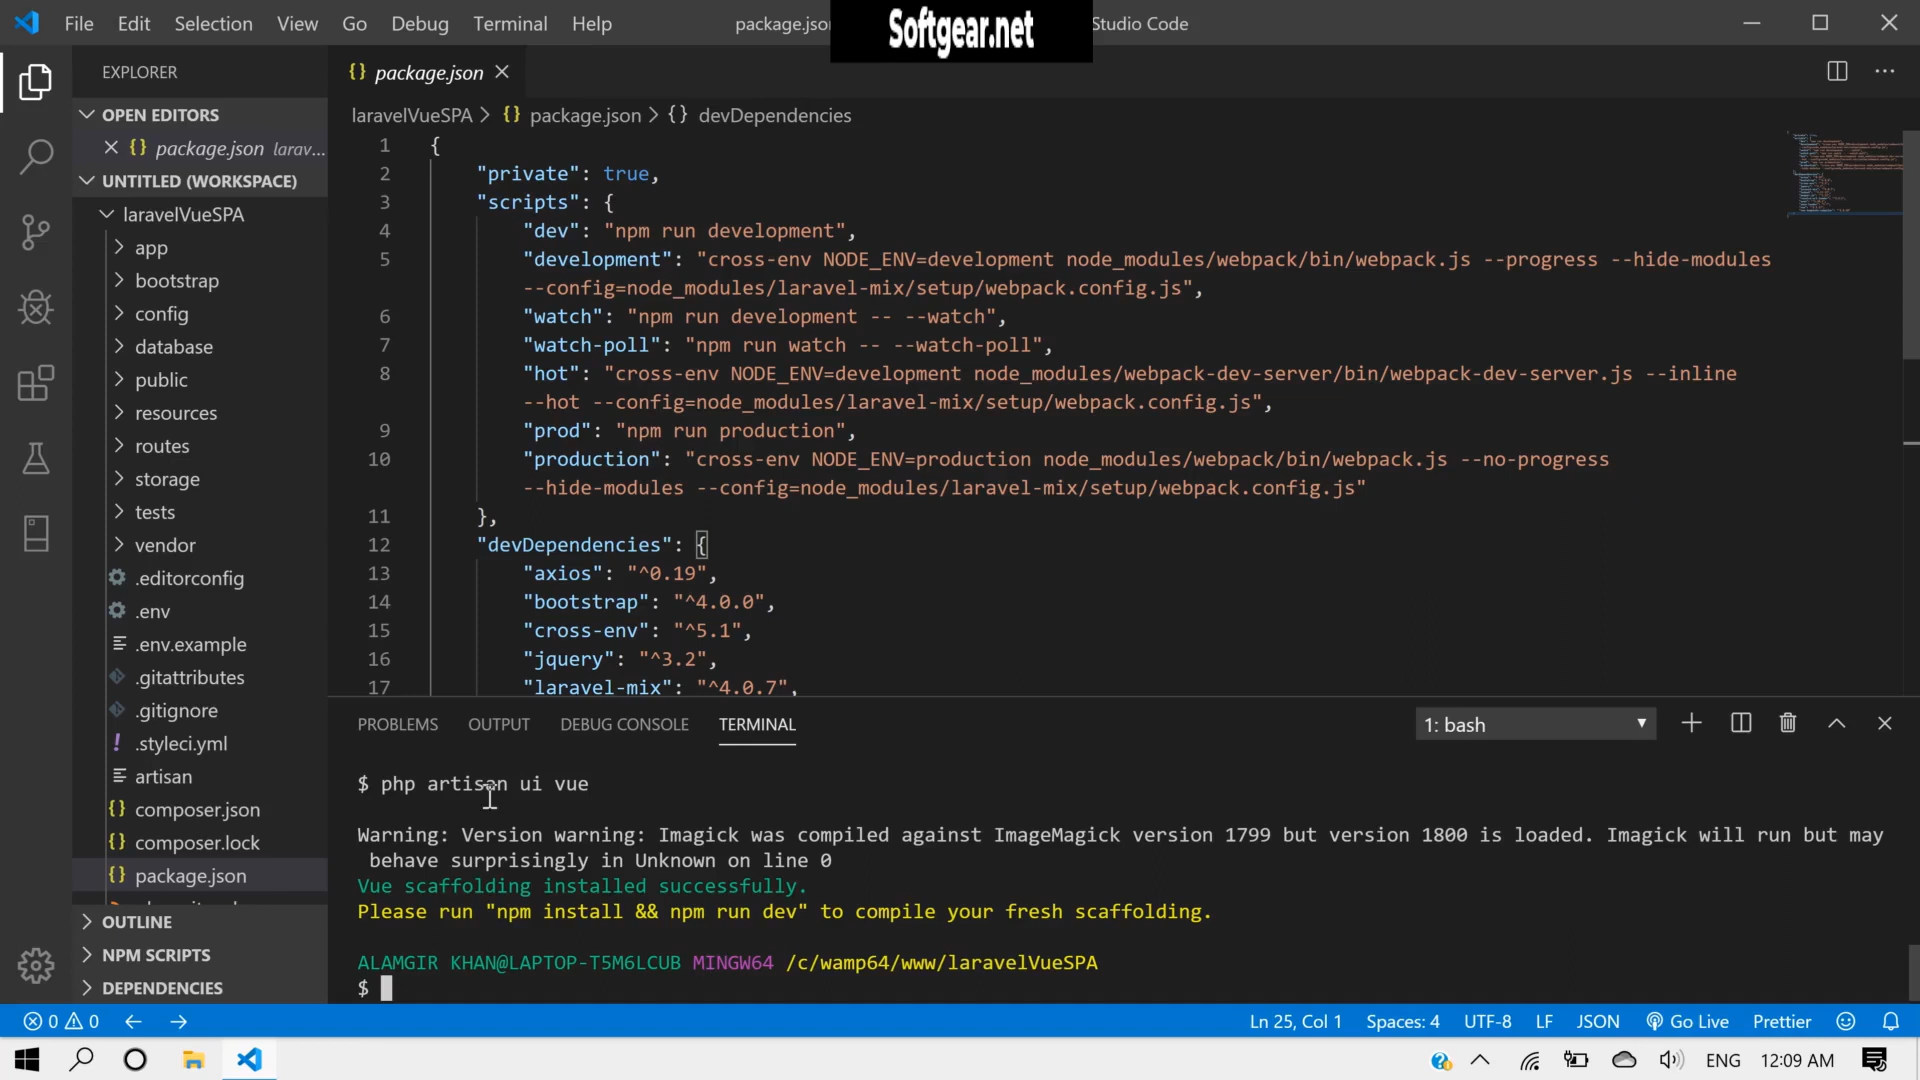 File Edit Selection View Go Debug Terminal Help
package.jso
Softgear.net
Studio Code
EXPLORER
OPEN EDITORS
{} package.json larav...
UNTITLED (WORKSPACE)
laravelVueSPA
app
bootstrap
config
database
public
resources
routes
storage
tests
vendor
.editorconfig
.env
.env.example
.gitattributes
.gitignore
! .styleci.yml
artisan
{} composer.json
{} composer.lock
{} package.json
OUTLINE
NPM SCRIPTS
DEPENDENCIES
{} package.json
laravelVueSPA > {} package.json > {} devDependencies
1 {
2 "private": true,
3 "scripts": {
4 "dev": "npm run development",
5 "development": "cross-env NODE_ENV=development node_modules/webpack/bin/webpack.js --progress --hide-modules
--config=node_modules/laravel-mix/setup/webpack.config.js",
6 "watch": "npm run development -- --watch",
7 "watch-poll": "npm run watch -- --watch-poll",
8 "hot": "cross-env NODE_ENV=development node_modules/webpack-dev-server/bin/webpack-dev-server.js --inline
--hot --config=node_modules/laravel-mix/setup/webpack.config.js",
9 "prod": "npm run production",
10 "production": "cross-env NODE_ENV=production node_modules/webpack/bin/webpack.js --no-progress
--hide-modules --config=node_modules/laravel-mix/setup/webpack.config.js"
11 },
12 "devDependencies": {
13 "axios": "^0.19",
14 "bootstrap": "^4.0.0",
15 "cross-env": "^5.1",
16 "jquery": "^3.2",
17 "laravel-mix": "^4.0.7",
PROBLEMS OUTPUT DEBUG CONSOLE TERMINAL
1: bash
$ php artisan ui vue
Warning: Version warning: Imagick was compiled against ImageMagick version 1799 but version 1800 is loaded. Imagick will run but may
behave surprisingly in Unknown on line 0
Vue scaffolding installed successfully.
Please run "npm install && npm run dev" to compile your fresh scaffolding.
ALAMGIR KHAN@LAPTOP-T5M6LCUB MINGW64 /c/wamp64/www/laravelVueSPA
$
0 0
Ln 25, Col 1 Spaces: 4 UTF-8 LF JSON Go Live Prettier
ENG 12:09 AM